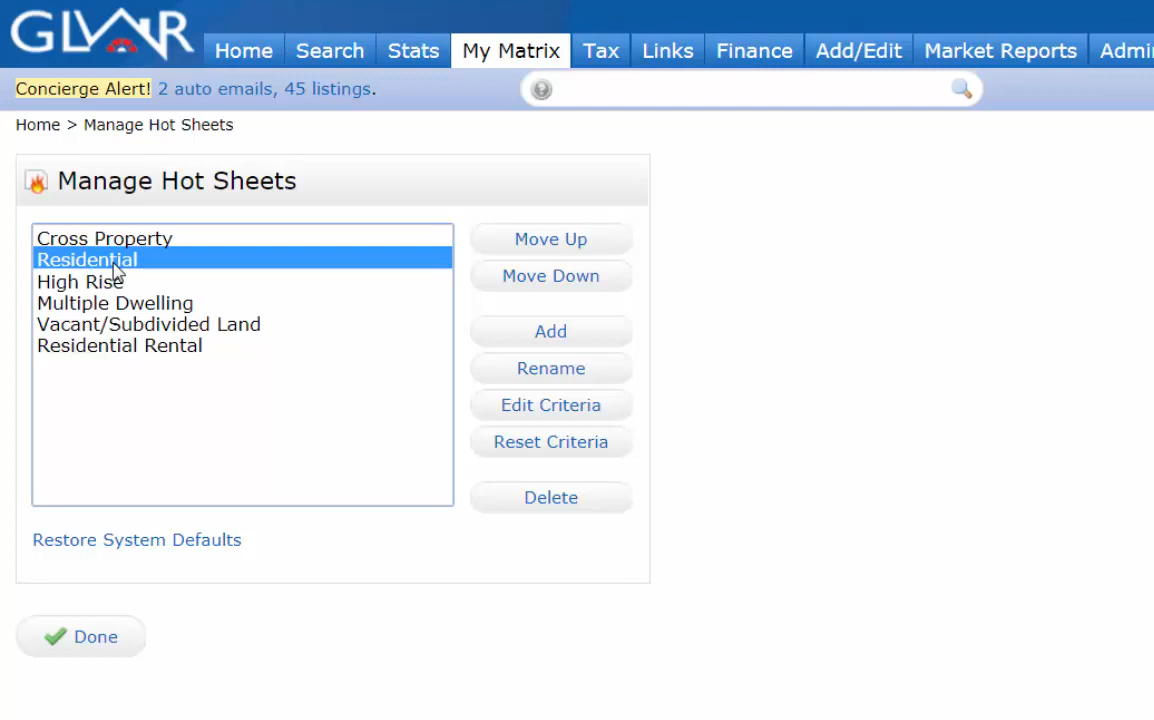 GLVAR
Home Search Stats My Matrix Tax Links Finance Add/Edit Market Reports Admi
Concierge Alert! 2 auto emails, 45 listings.
Home > Manage Hot Sheets
Manage Hot Sheets
Cross Property
Residential
High Rise
Multiple Dwelling
Vacant/Subdivided Land
Residential Rental
Move Up
Move Down
Add
Rename
Edit Criteria
Reset Criteria
Delete
Restore System Defaults
Done